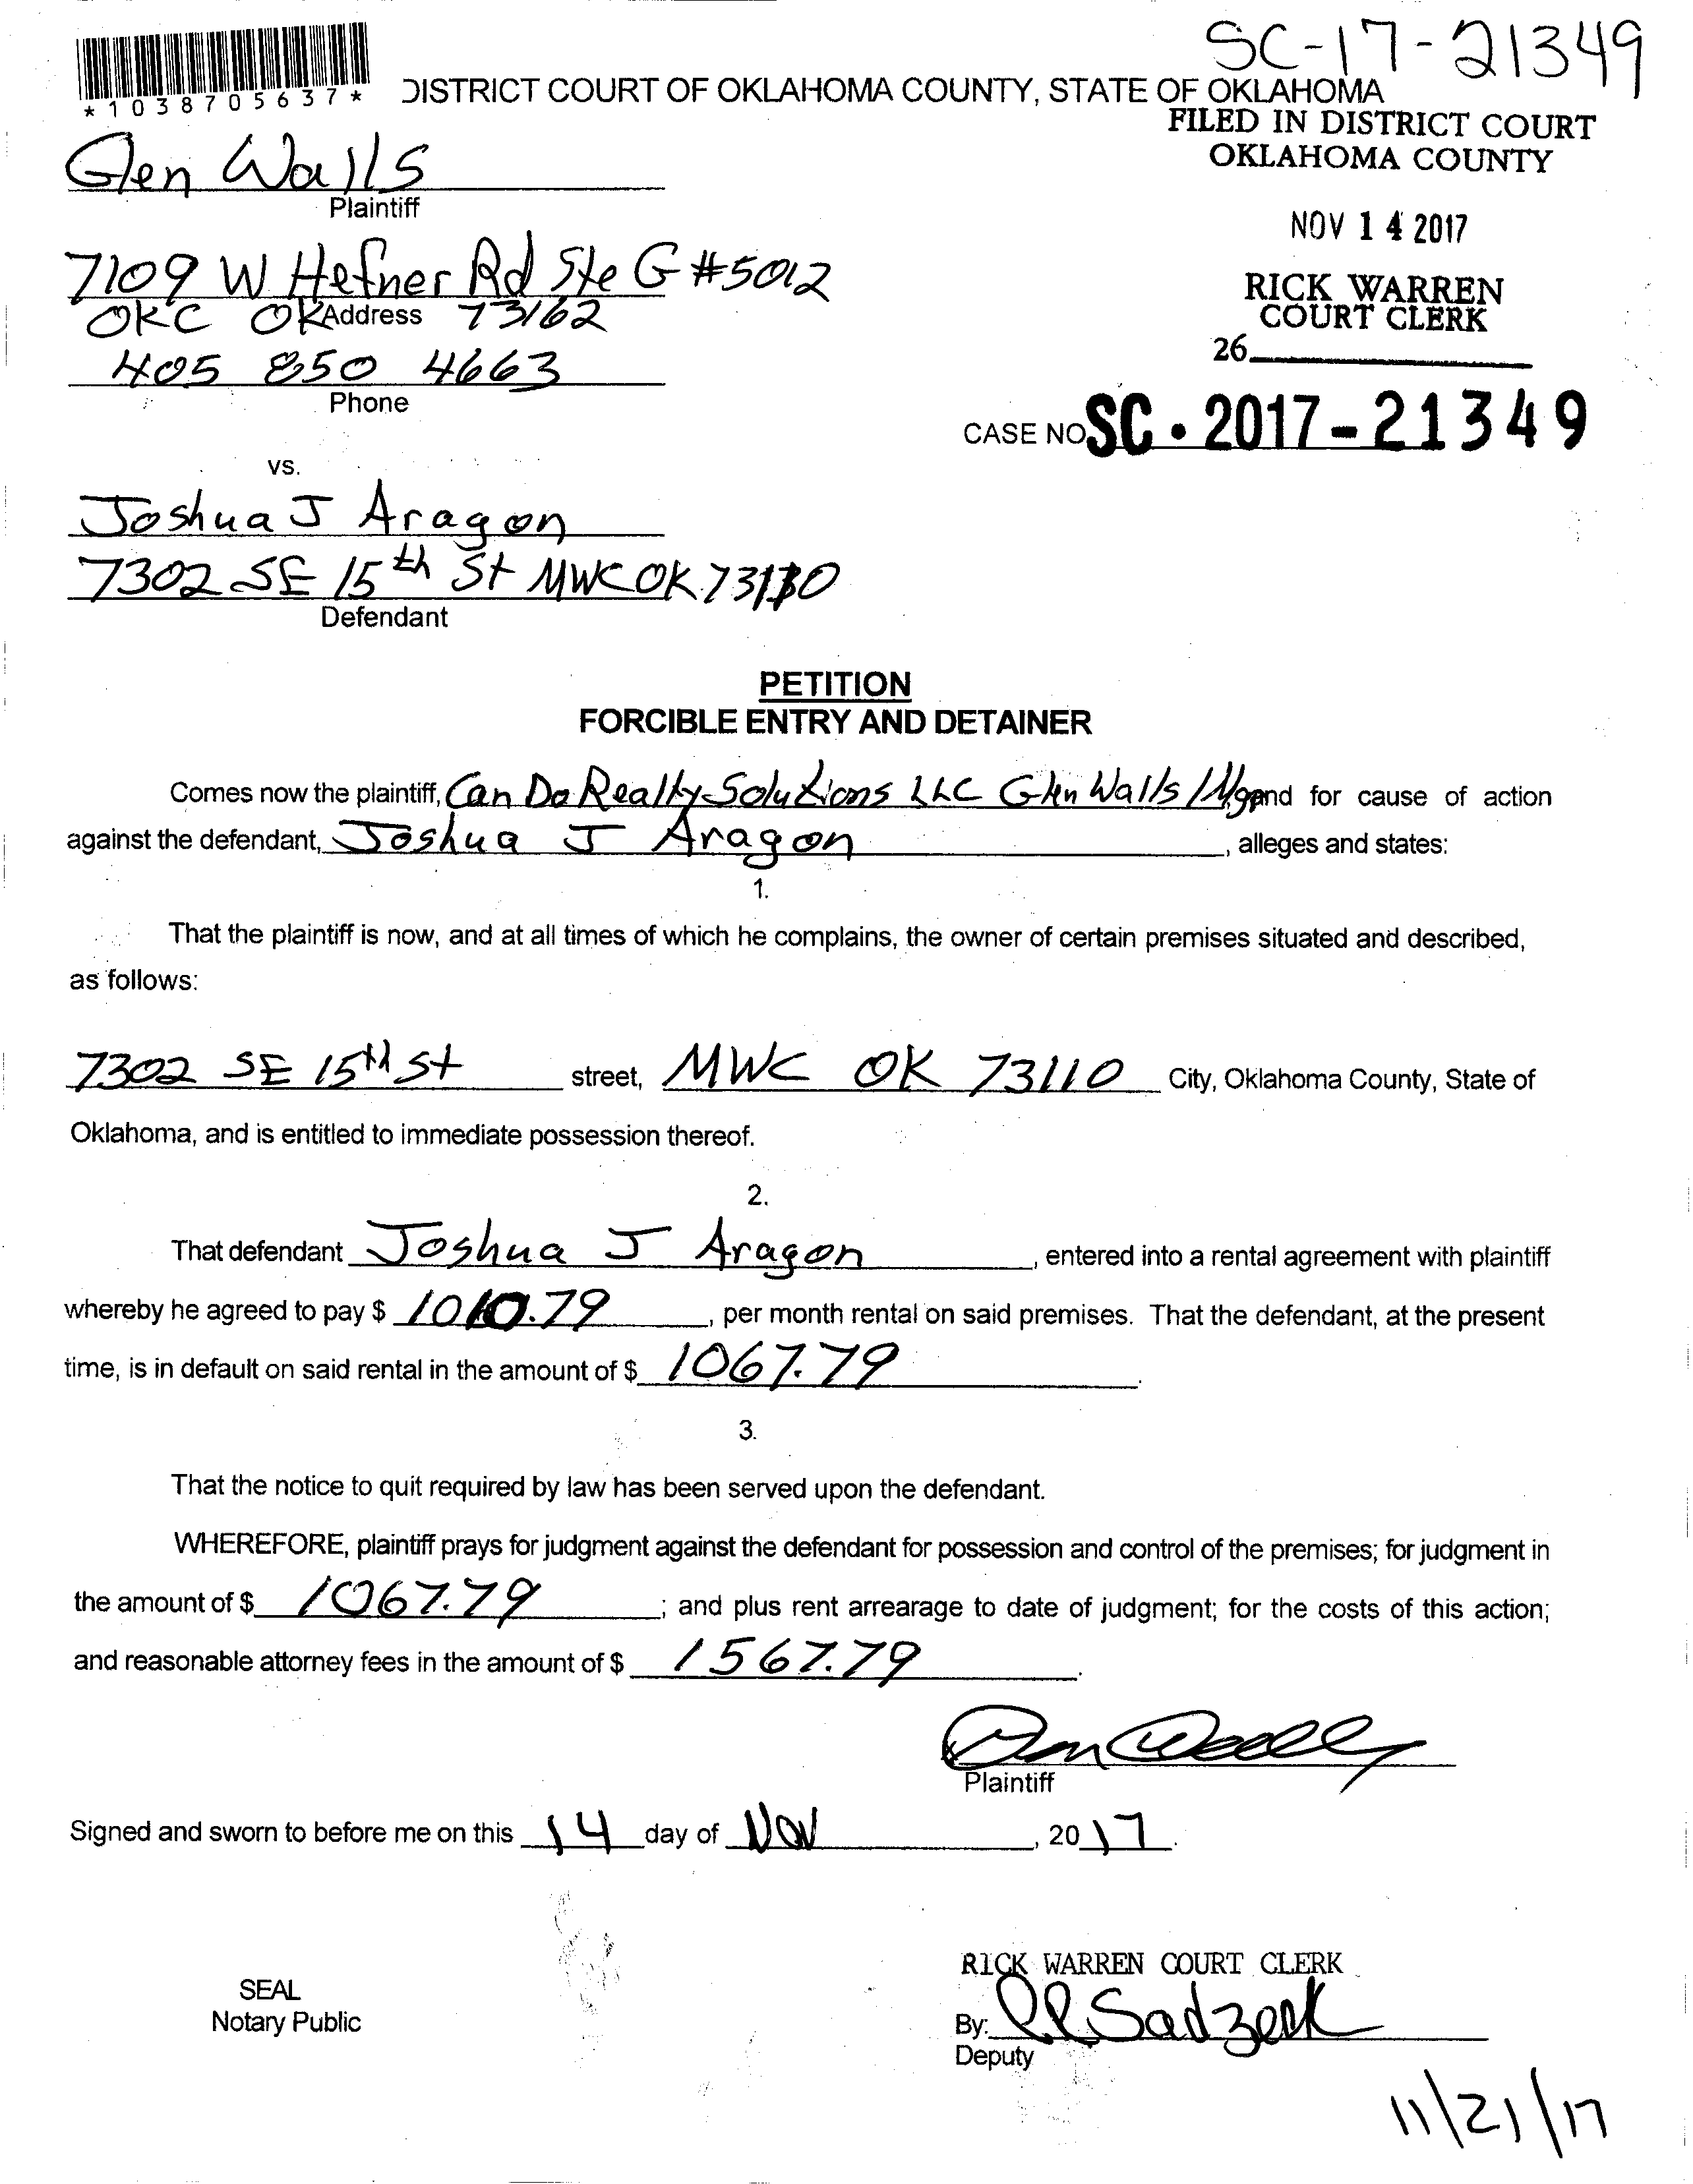 SC-17-21349
*1038705637*
DISTRICT COURT OF OKLAHOMA COUNTY, STATE OF OKLAHOMA
FILED IN DISTRICT COURT
OKLAHOMA COUNTY
Glen Walls
Plaintiff
NOV 14 2017
7109 W Hefner Rd Ste G #5012
RICK WARREN
COURT CLERK
OKC OK Address 73162
26
405 850 4663
Phone
CASE NO SC · 2017-21349
vs.
Joshua J Aragon
7302 SE 15th St MWC OK 73130
Defendant
PETITION
FORCIBLE ENTRY AND DETAINER
Comes now the plaintiff, Can Do Realty Solutions LLC Glen Walls / and for cause of action
against the defendant, Joshua J Aragon, alleges and states:
1.
That the plaintiff is now, and at all times of which he complains, the owner of certain premises situated and described,
as follows:
7302 SE 15th St street, MWC OK 73110 City, Oklahoma County, State of
Oklahoma, and is entitled to immediate possession thereof.
2.
That defendant Joshua J Aragon, entered into a rental agreement with plaintiff
whereby he agreed to pay $ 1010.79, per month rental on said premises. That the defendant, at the present
time, is in default on said rental in the amount of $ 1067.79.
3.
That the notice to quit required by law has been served upon the defendant.
WHEREFORE, plaintiff prays for judgment against the defendant for possession and control of the premises; for judgment in
the amount of $ 1067.79; and plus rent arrearage to date of judgment; for the costs of this action;
and reasonable attorney fees in the amount of $ 1567.79.
Plaintiff
Signed and sworn to before me on this 14 day of Nov, 2017.
RICK WARREN COURT CLERK
SEAL
Notary Public
By:
Deputy
11/21/17